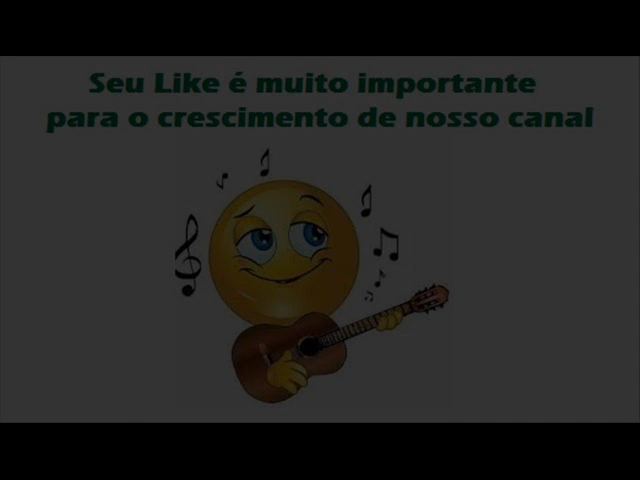 Seu Like é muito importante
para o crescimento de nosso canal